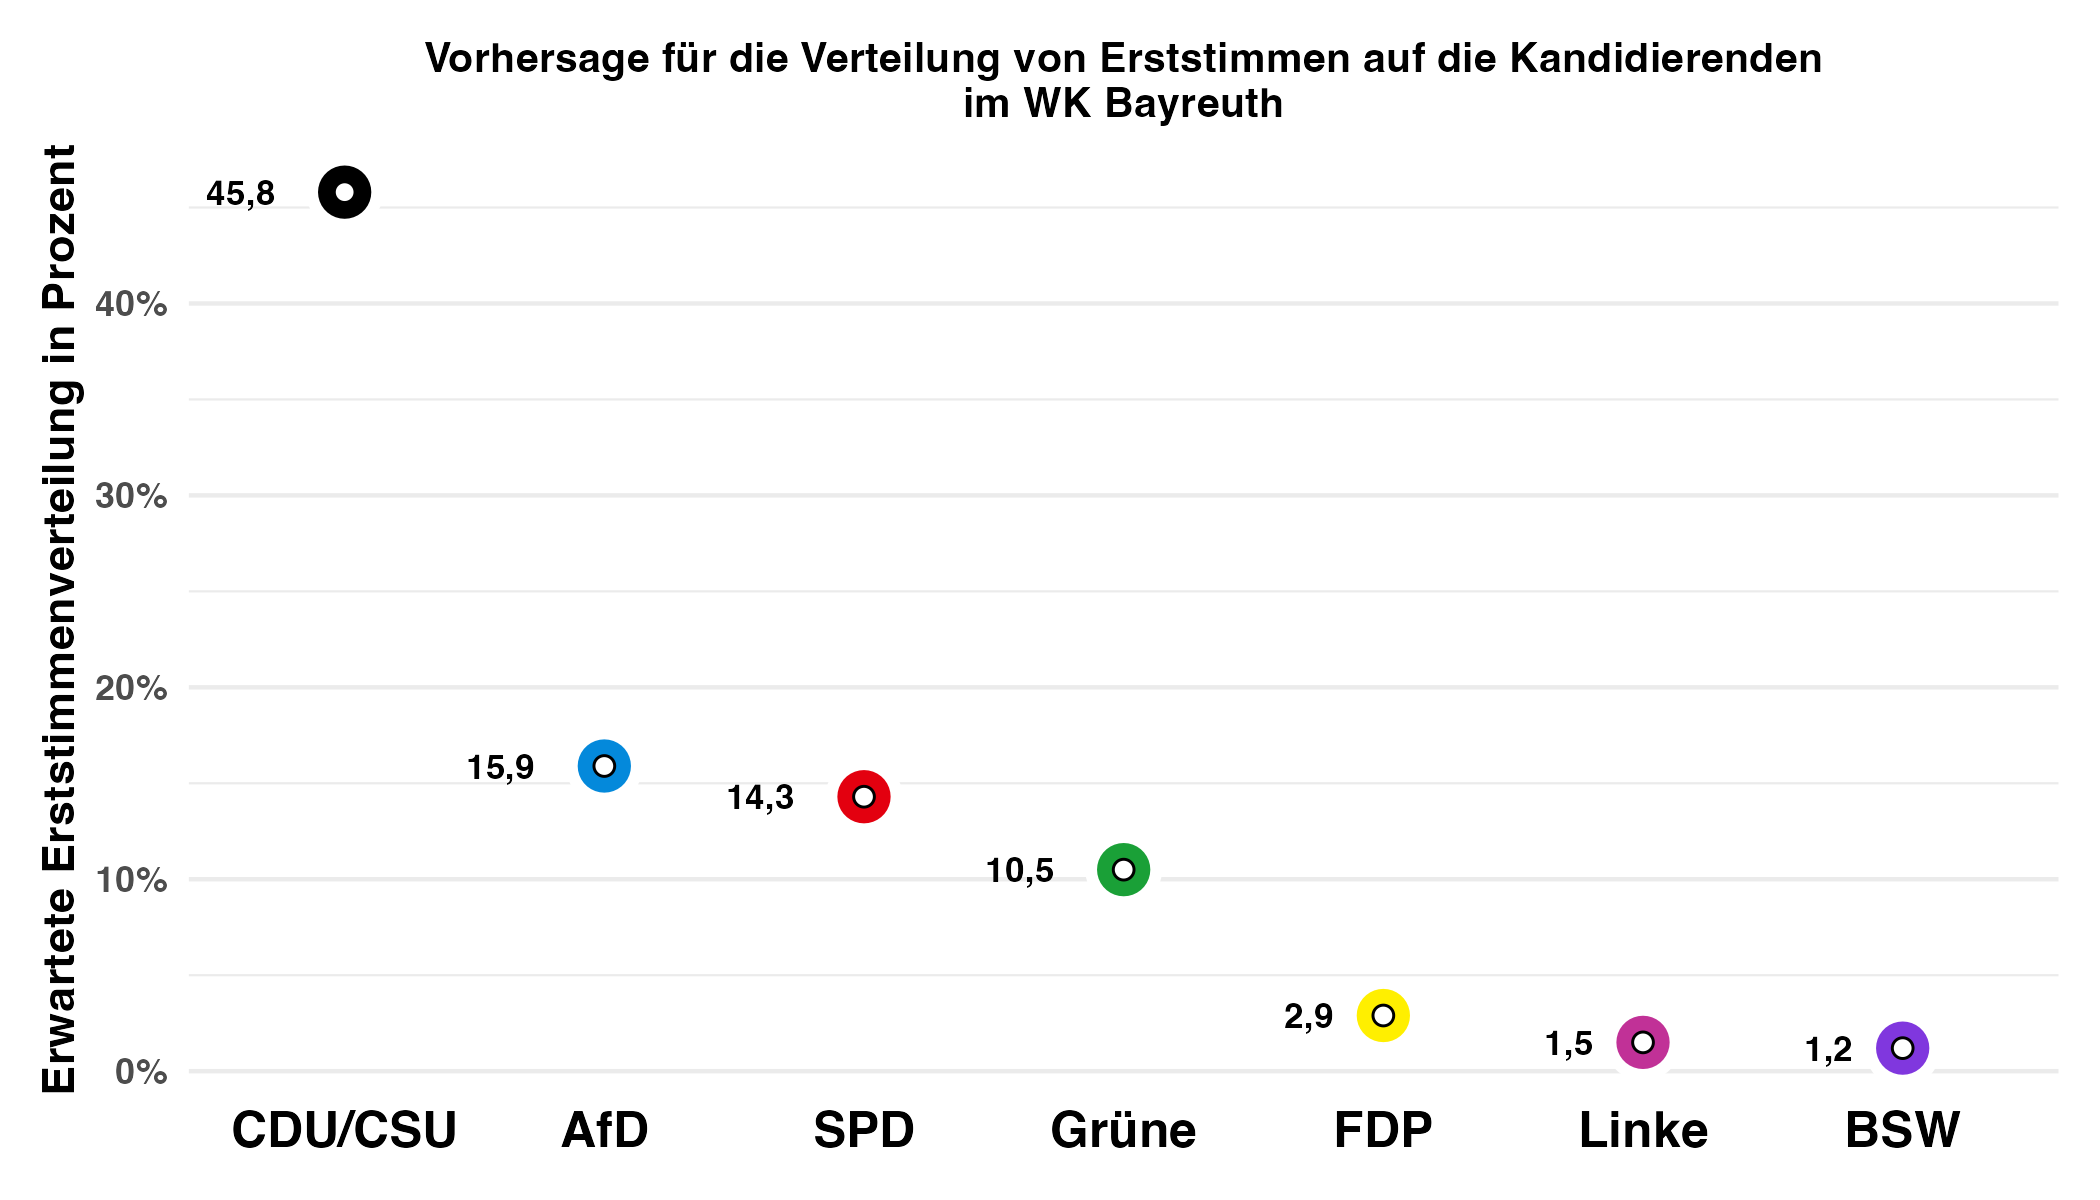 Vorhersage für die Verteilung von Erststimmen auf die Kandidierenden
im WK Bayreuth
Erwartete Erststimmenverteilung in Prozent
45,8
40%
30%
20%
15,9
14,3
10,5
10%
2,9
1,5
1,2
0%
CDU/CSU
AfD
SPD
Grüne
FDP
Linke
BSW